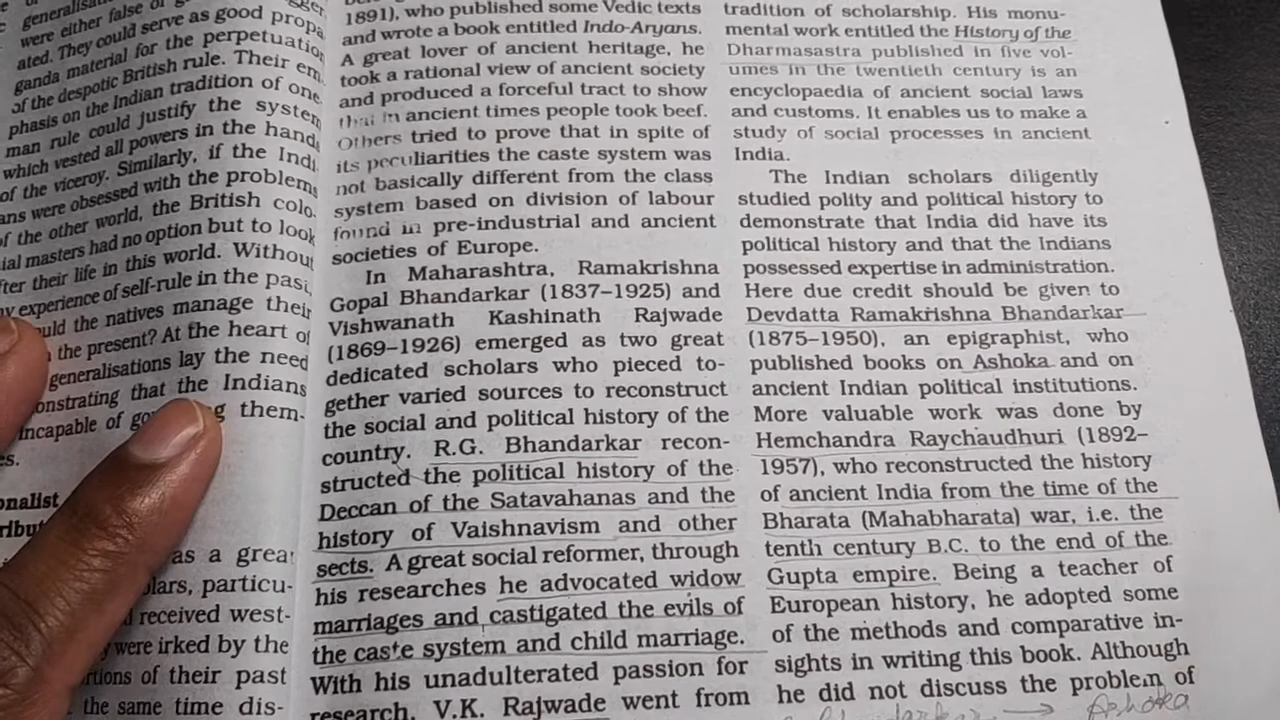 were either false or
ated. They could serve as good propa
ganda material for the perpetuation
of the despotic British rule. Their em
phasis on the Indian tradition of one
man rule could justify the system
which vested all powers in the hands
of the viceroy. Similarly, if the Indi
ans were obsessed with the problems
of the other world, the British colo
ial masters had no option but to look
fter their life in this world. Without
y experience of self-rule in the past,
ould the natives manage their
the present? At the heart of
generalisations lay the need
onstrating that the Indians
incapable of them-
es.
onalist
as a great
olars, particu-
received west-
were irked by the
rtions of their past
the same time dis-
1891), who published some Vedic texts
and wrote a book entitled Indo-Aryans.
A great lover of ancient heritage, he
took a rational view of ancient society
and produced a forceful tract to show
that in ancient times people took beef.
Others tried to prove that in spite of
its peculiarities the caste system was
not basically different from the class
system based on division of labour
found in pre-industrial and ancient
societies of Europe.
In Maharashtra, Ramakrishna
Gopal Bhandarkar (1837–1925) and
Vishwanath Kashinath Rajwade
(1869–1926) emerged as two great
dedicated scholars who pieced to-
gether varied sources to reconstruct
the social and political history of the
country. R.G. Bhandarkar recon-
structed the political history of the
Deccan of the Satavahanas and the
history of Vaishnavism and other
sects. A great social reformer, through
his researches he advocated widow
marriages and castigated the evils of
the caste system and child marriage.
With his unadulterated passion for
research, V.K. Rajwade went from
tradition of scholarship. His monu-
mental work entitled the History of the
Dharmasastra published in five vol-
umes in the twentieth century is an
encyclopaedia of ancient social laws
and customs. It enables us to make a
study of social processes in ancient
India.
The Indian scholars diligently
studied polity and political history to
demonstrate that India did have its
political history and that the Indians
possessed expertise in administration.
Here due credit should be given to
Devdatta Ramakrishna Bhandarkar
(1875–1950), an epigraphist, who
published books on Ashoka and on
ancient Indian political institutions.
More valuable work was done by
Hemchandra Raychaudhuri (1892–
1957), who reconstructed the history
of ancient India from the time of the
Bharata (Mahabharata) war, i.e. the
tenth century B.C. to the end of the
Gupta empire. Being a teacher of
European history, he adopted some
of the methods and comparative in-
sights in writing this book. Although
he did not discuss the problem of
→ Ashoka